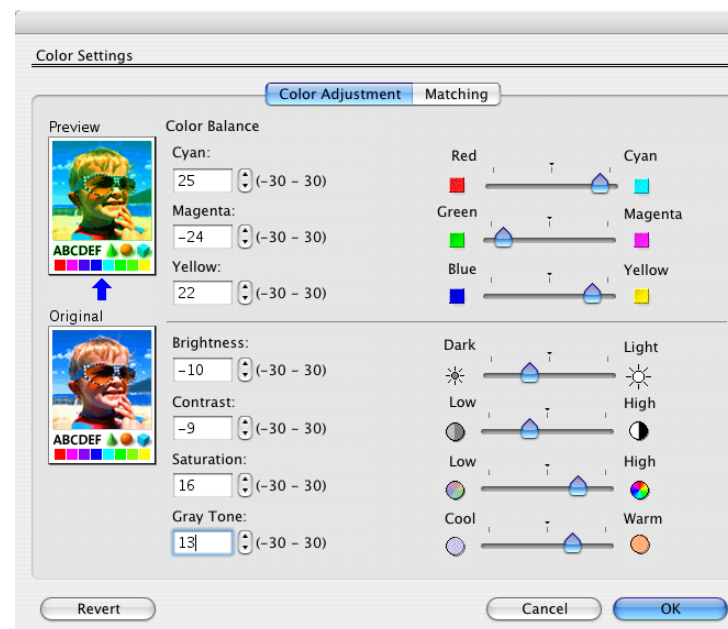 Color Settings
Color Adjustment Matching
Preview
Color Balance
Cyan:
25 (-30 – 30)
Red Cyan
Magenta:
-24 (-30 – 30)
Green Magenta
Yellow:
22 (-30 – 30)
Blue Yellow
ABCDEF
Original
Brightness:
-10 (-30 – 30)
Dark Light
Contrast:
-9 (-30 – 30)
Low High
ABCDEF
Saturation:
16 (-30 – 30)
Low High
Gray Tone:
13 (-30 – 30)
Cool Warm
Revert Cancel OK